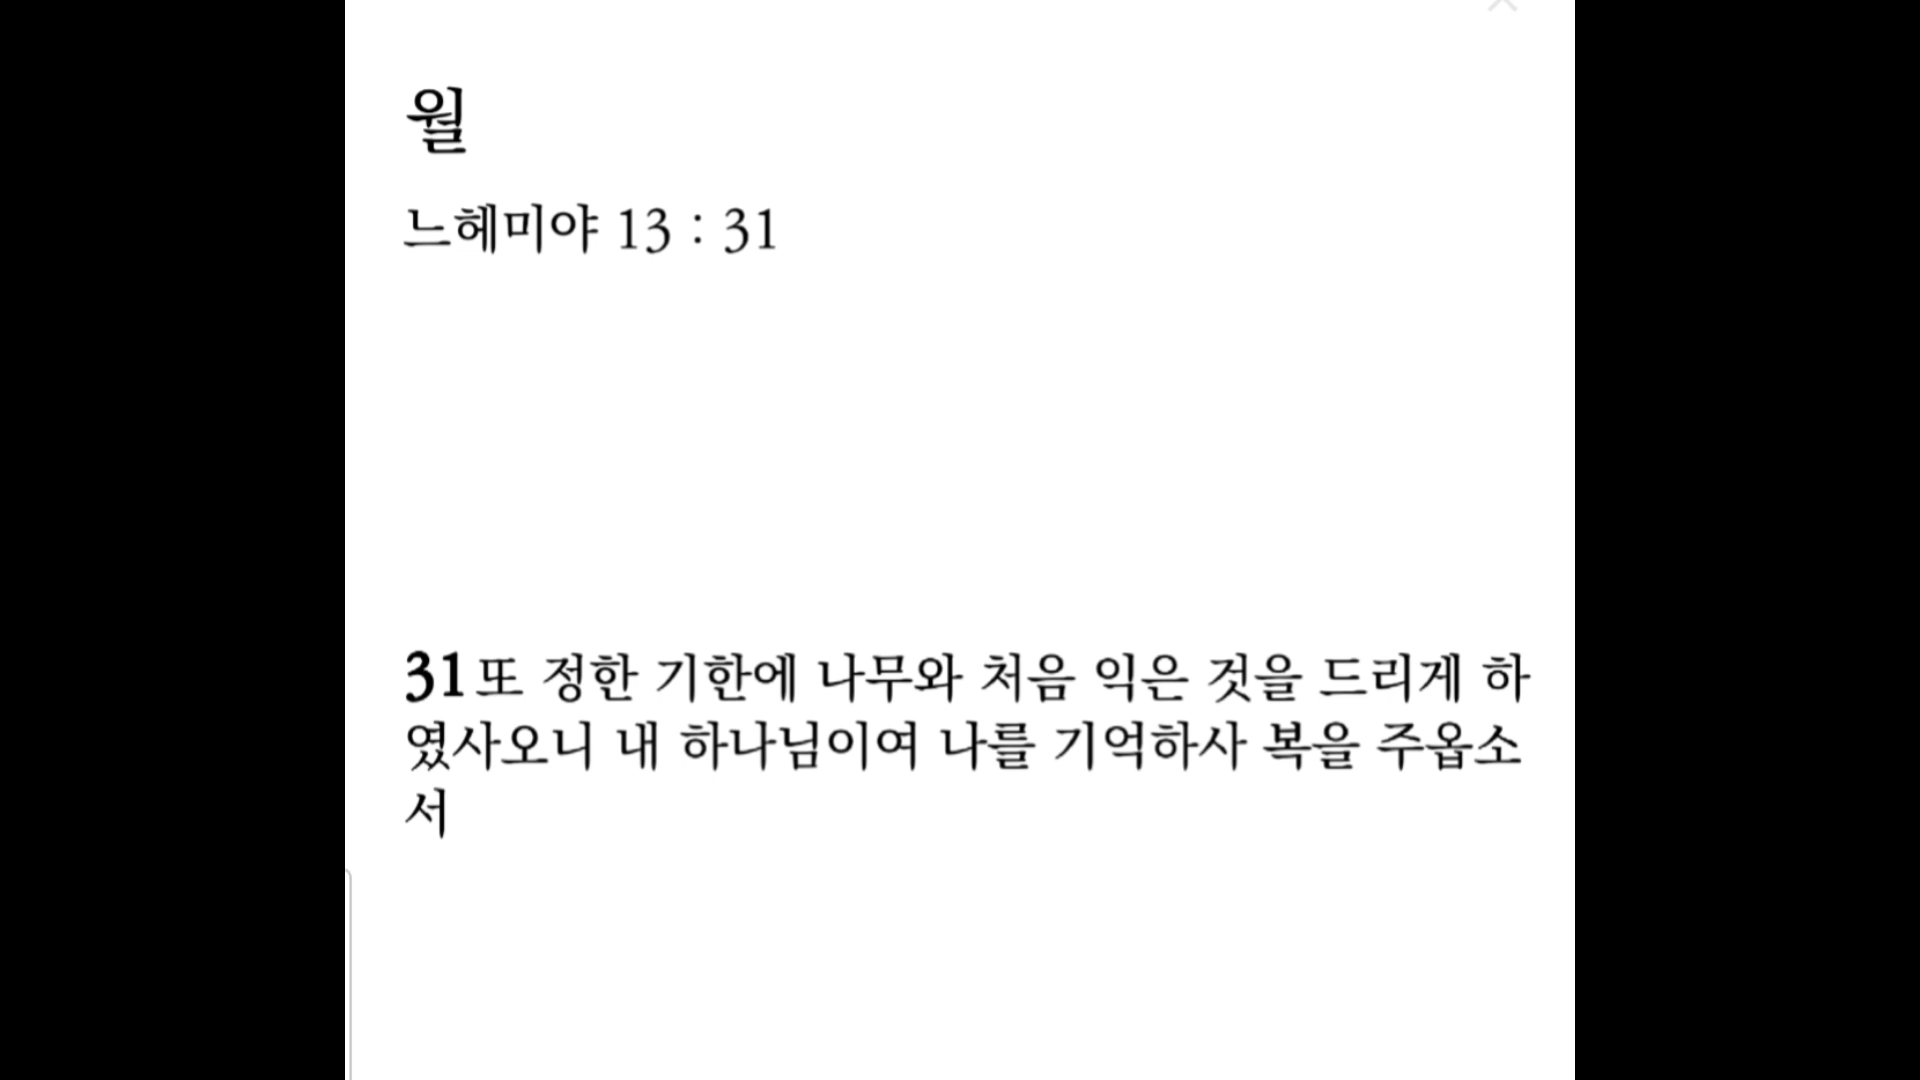 월
느헤미야 13 : 31
31또 정한 기한에 나무와 처음 익은 것을 드리게 하
였사오니 내 하나님이여 나를 기억하사 복을 주옵소
서